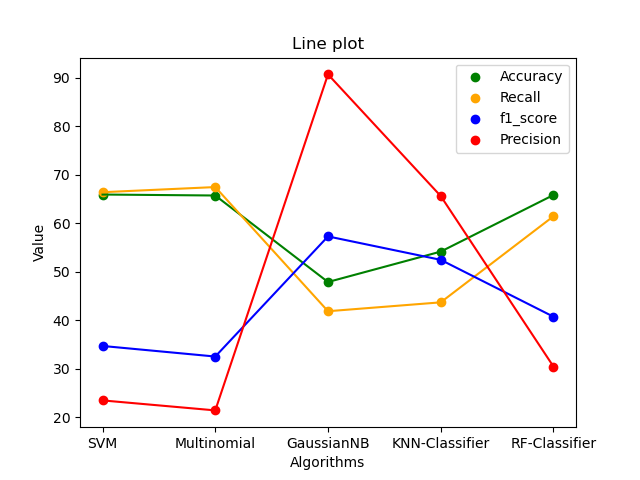 Line plot
Accuracy
Recall
f1_score
Precision
90
80
70
60
50
40
30
20
Value
SVM Multinomial GaussianNB KNN-Classifier RF-Classifier
Algorithms